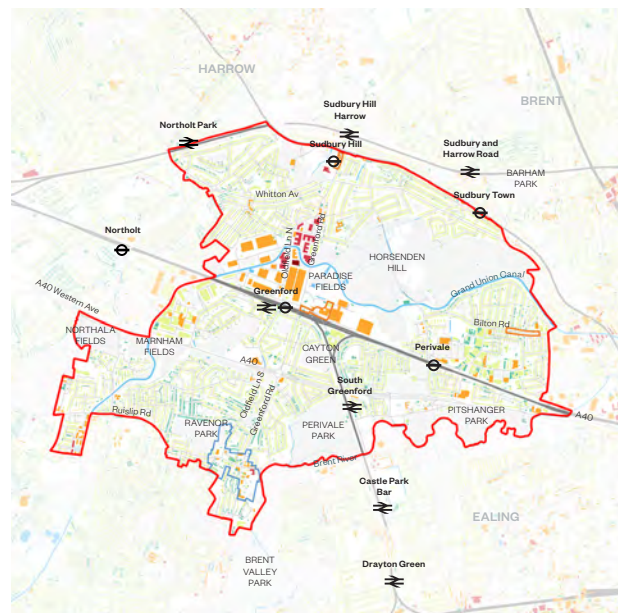 HARROW
BRENT
Northolt Park
Sudbury Hill
Harrow
Sudbury Hill
Sudbury and
Harrow Road
BARHAM
PARK
Whitton Av
Sudbury Town
Northolt
Oldfield Ln N
Greenford Rd
HORSENDEN
HILL
PARADISE
FIELDS
Grand Union Canal
A40 Western Ave
Greenford
NORTHALA
FIELDS
MARNHAM
FIELDS
Bilton Rd
CAYTON
GREEN
Perivale
A40
Oldfield Ln S
Greenford Rd
South
Greenford
Ruislip Rd
RAVENOR
PARK
PERIVALE
PARK
PITSHANGER
PARK
A40
Brent River
Castle Park
Bar
EALING
BRENT
VALLEY
PARK
Drayton Green